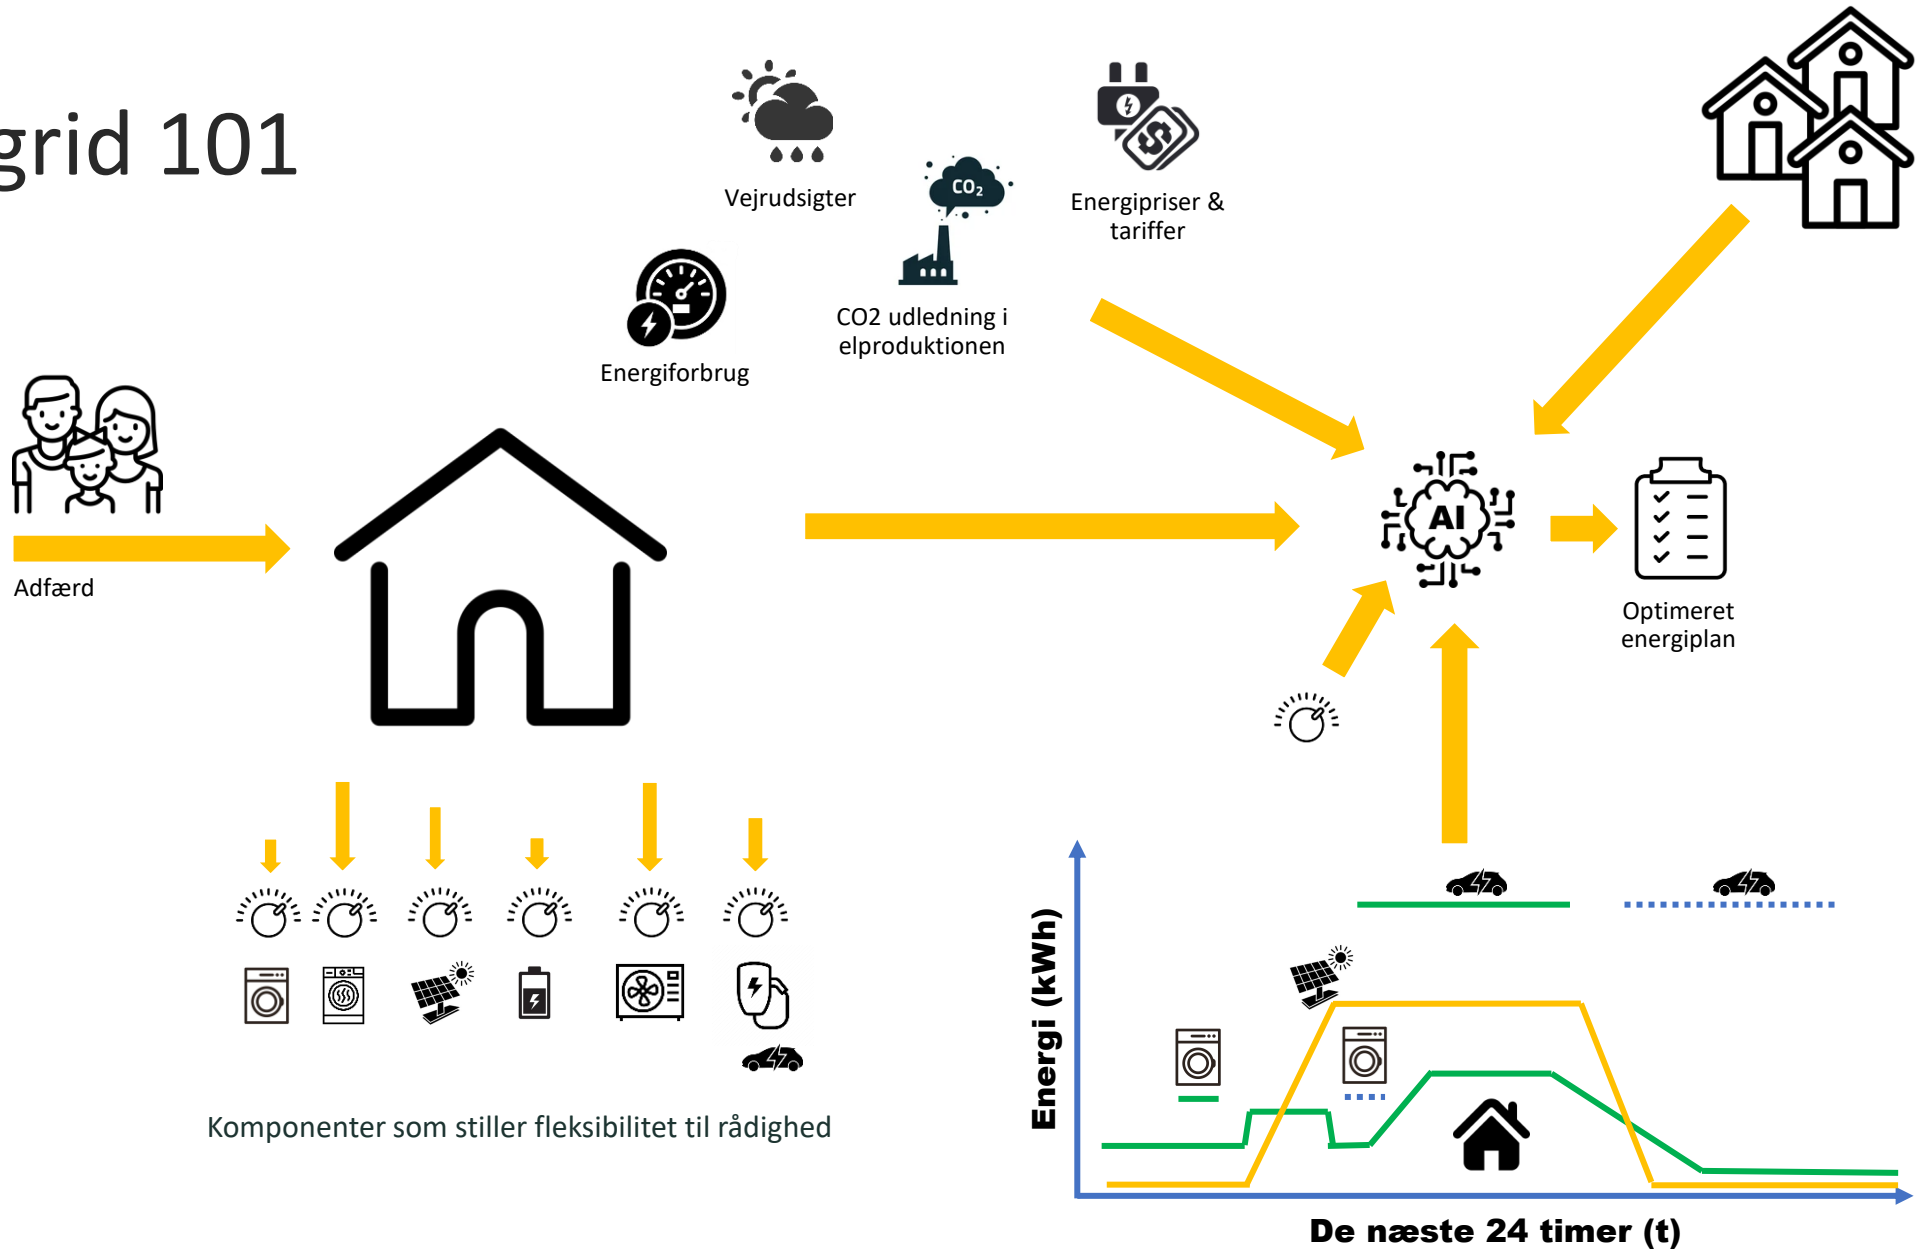 grid 101
Vejrudsigter
CO₂
Energipriser &
tariffer
CO2 udledning i
elproduktionen
Energiforbrug
Adfærd
AI
Optimeret
energiplan
Komponenter som stiller fleksibilitet til rådighed
Energi (kWh)
De næste 24 timer (t)